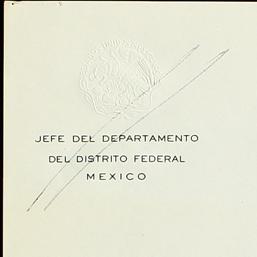 JEFE DEL DEPARTAMENTO
DEL DISTRITO FEDERAL
MEXICO